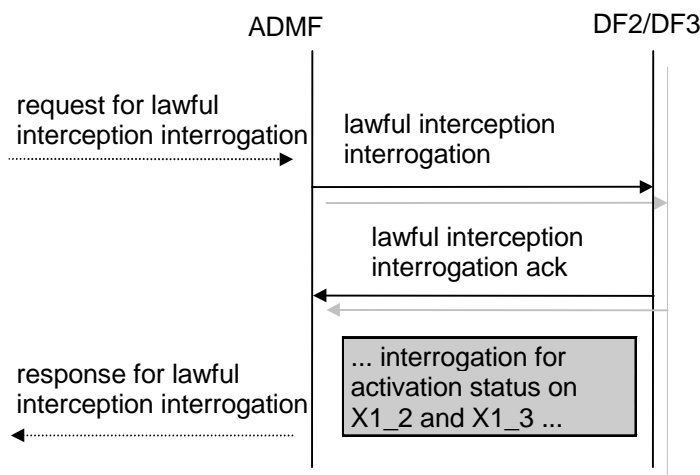 ADMF
DF2/DF3
request for lawful
interception interrogation
lawful interception
interrogation
lawful interception
interrogation ack
... interrogation for
activation status on
X1_2 and X1_3 ...
response for lawful
interception interrogation